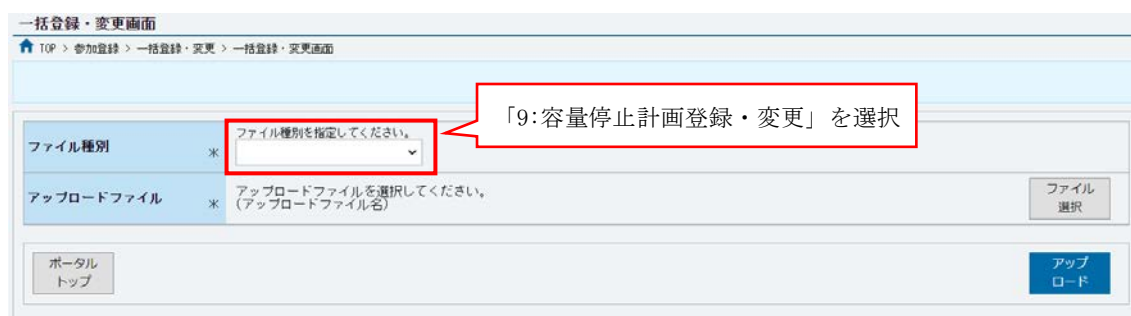 一括登録・変更画面
TOP > 参加登録 > 一括登録・変更 > 一括登録・変更画面
「9:容量停止計画登録・変更」を選択
ファイル種別 *
ファイル種別を指定してください。
アップロードファイル *
アップロードファイルを選択してください。
(アップロードファイル名)
ファイル
選択
ポータル
トップ
アップ
ロード